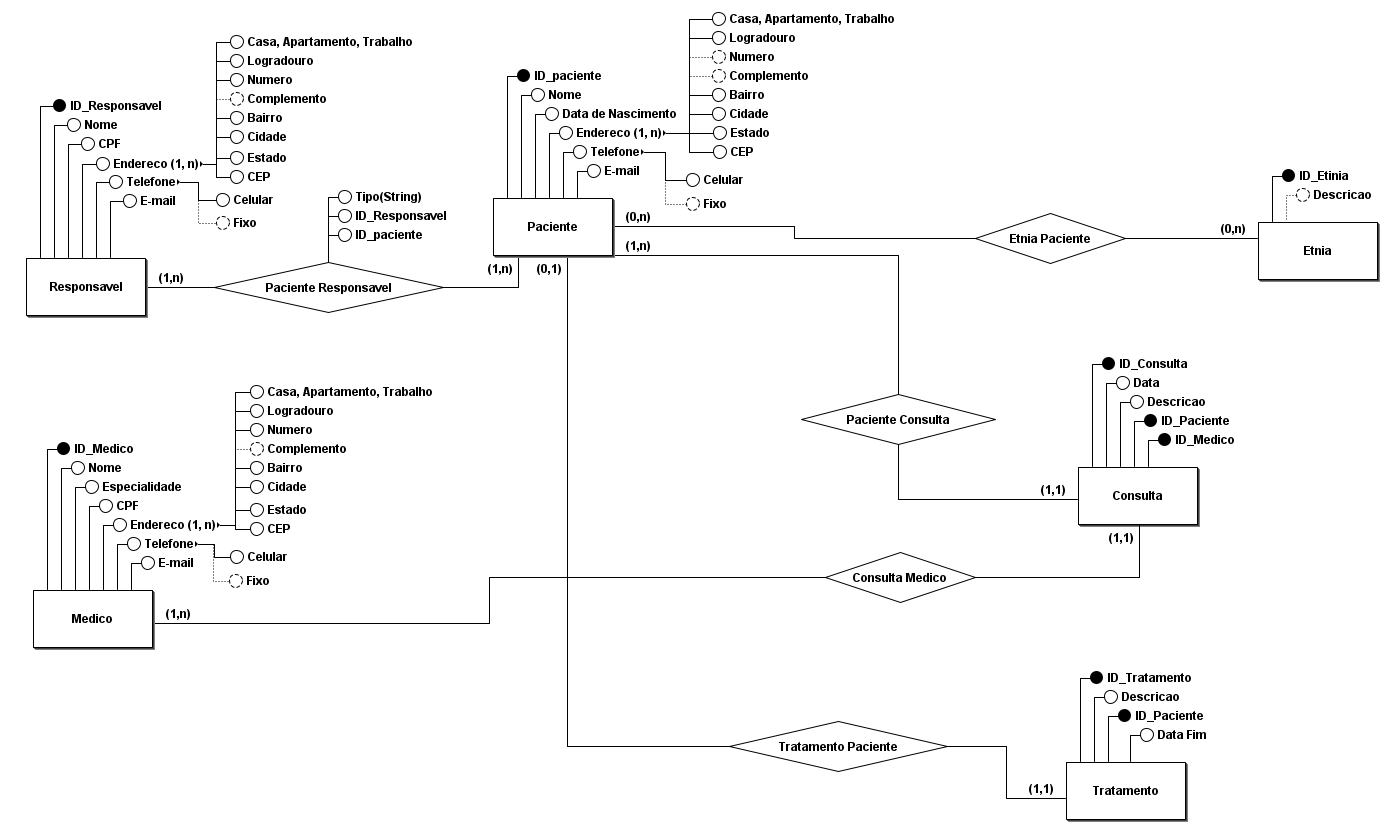 Casa, Apartamento, Trabalho
Logradouro
Numero
Complemento
Bairro
Cidade
Estado
CEP
ID_Responsavel
Nome
CPF
Endereco (1, n)
Telefone
E-mail
Celular
Fixo
Responsavel
(1,n)
Tipo(String)
ID_Responsavel
ID_paciente
Paciente Responsavel
(1,n)
Casa, Apartamento, Trabalho
Logradouro
Numero
Complemento
Bairro
Cidade
Estado
CEP
ID_paciente
Nome
Data de Nascimento
Endereco (1, n)
Telefone
E-mail
Celular
Fixo
Paciente
(0,n)
(1,n)
(0,1)
Etnia Paciente
(0,n)
ID_Etinia
Descricao
Etnia
Paciente Consulta
(1,1)
ID_Consulta
Data
Descricao
ID_Paciente
ID_Medico
Consulta
(1,1)
Casa, Apartamento, Trabalho
Logradouro
Numero
Complemento
Bairro
Cidade
Estado
CEP
ID_Medico
Nome
Especialidade
CPF
Endereco (1, n)
Telefone
E-mail
Celular
Fixo
Medico
(1,n)
Consulta Medico
Tratamento Paciente
(1,1)
ID_Tratamento
Descricao
ID_Paciente
Data Fim
Tratamento